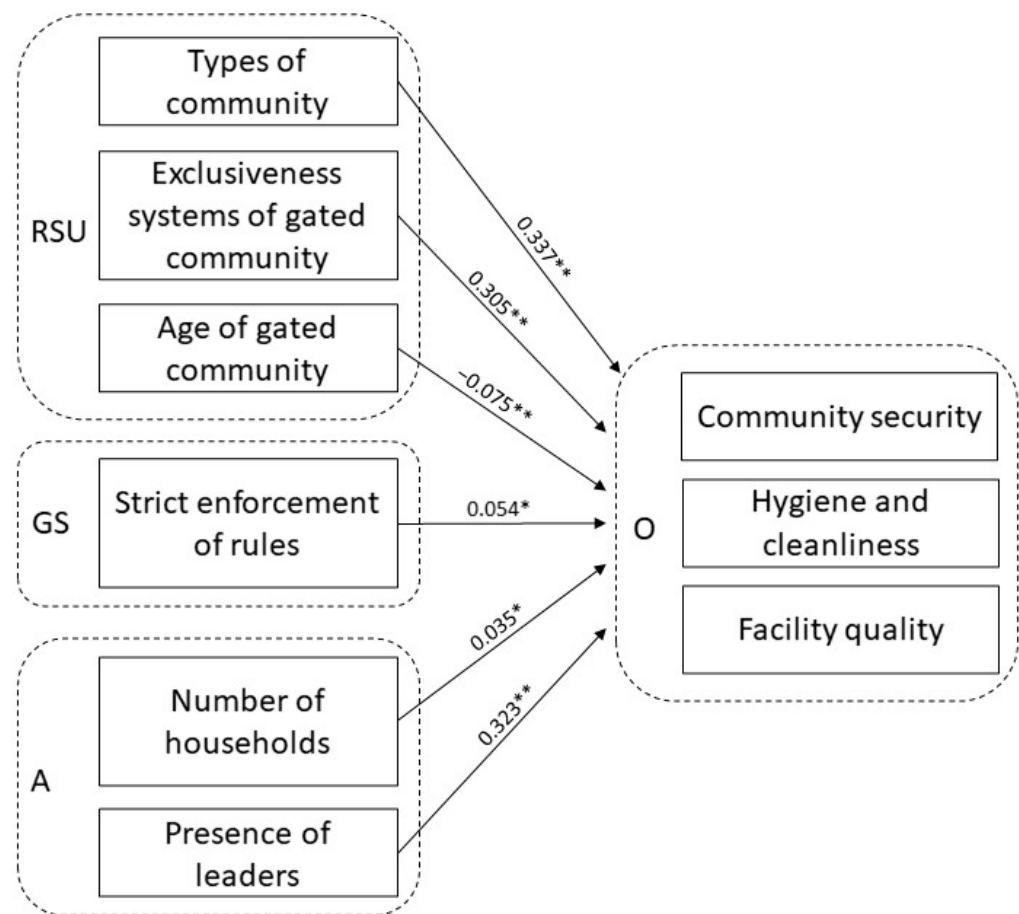 Types of
community
RSU
Exclusiveness
systems of gated
community
Age of gated
community
GS
Strict enforcement
of rules
A
Number of
households
Presence of
leaders
0.337**
0.305**
−0.075**
0.054*
0.035*
0.323**
O
Community security
Hygiene and
cleanliness
Facility quality